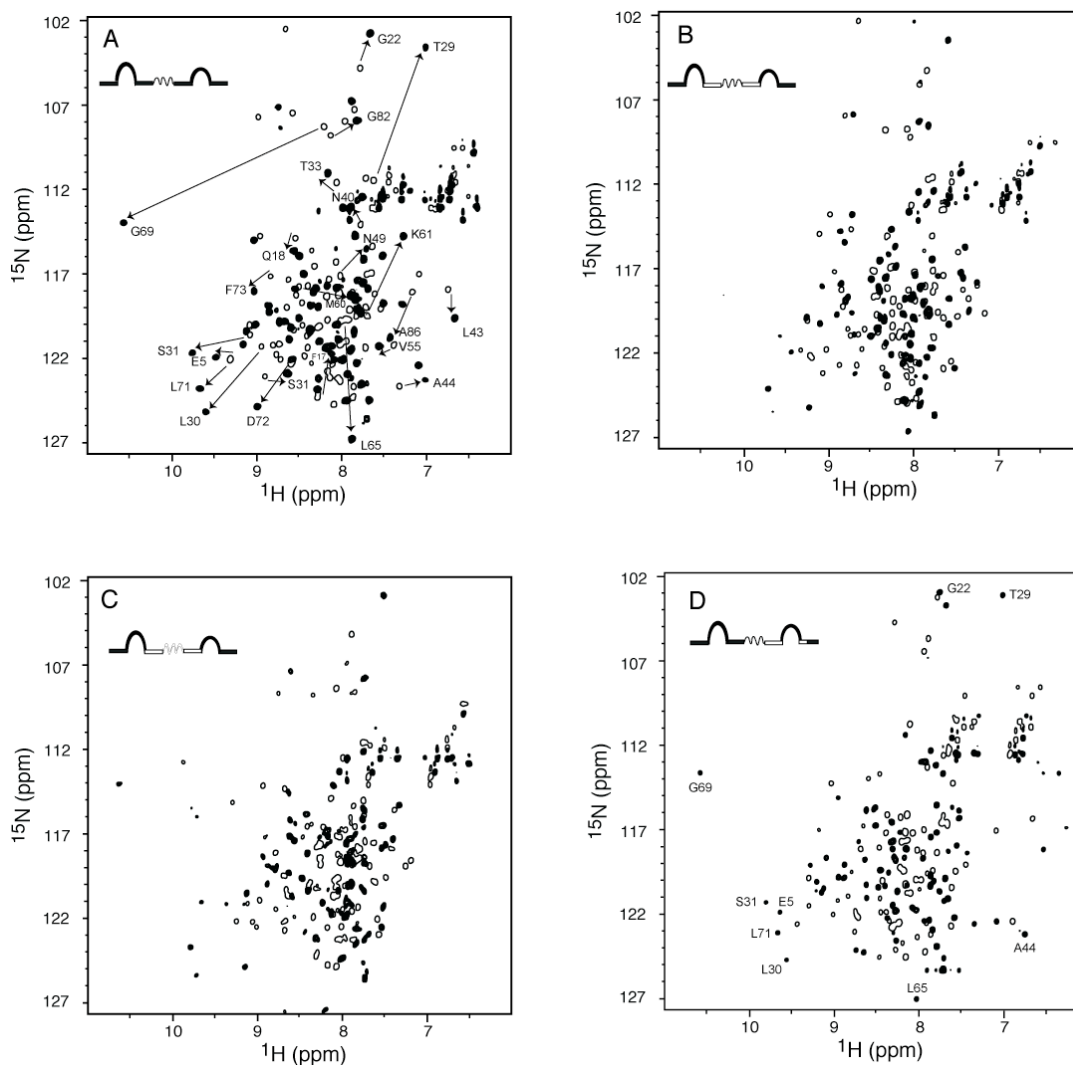 A
102
107
112
117
122
127
15N (ppm)
10
9
8
7
1H (ppm)
G22
T29
G82
T33
N40
G69
N49
K61
Q18
F73
M60
L43
A86
S31
E5
F17
V55
L71
S31
A44
L30
D72
L65
B
102
107
112
117
122
127
15N (ppm)
10
9
8
7
1H (ppm)
C
102
107
112
117
122
127
15N (ppm)
10
9
8
7
1H (ppm)
D
102
107
112
117
122
127
15N (ppm)
10
9
8
7
1H (ppm)
G22
T29
G69
S31
E5
L71
A44
L30
L65